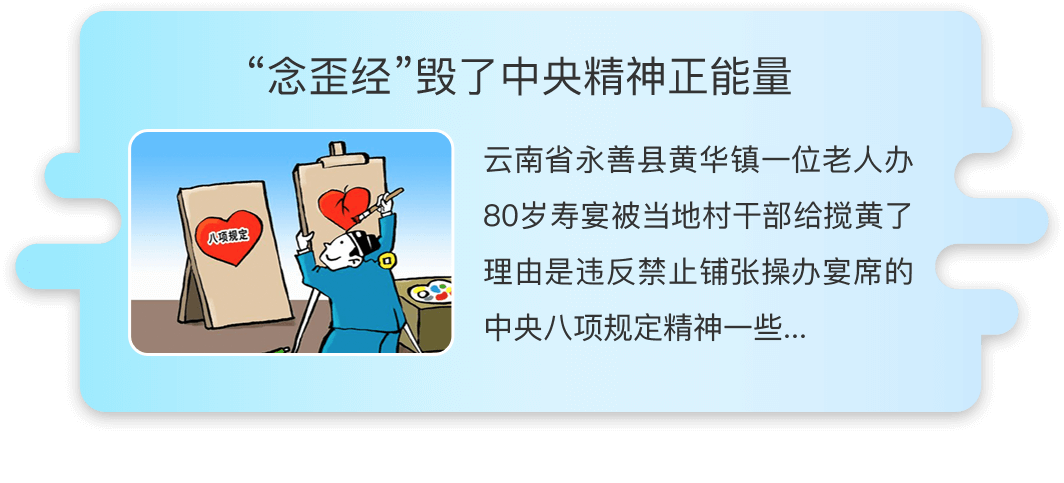 “念歪经”毁了中央精神正能量
八项规定
云南省永善县黄华镇一位老人办
80岁寿宴被当地村干部给搅黄了
理由是违反禁止铺张操办宴席的
中央八项规定精神一些...